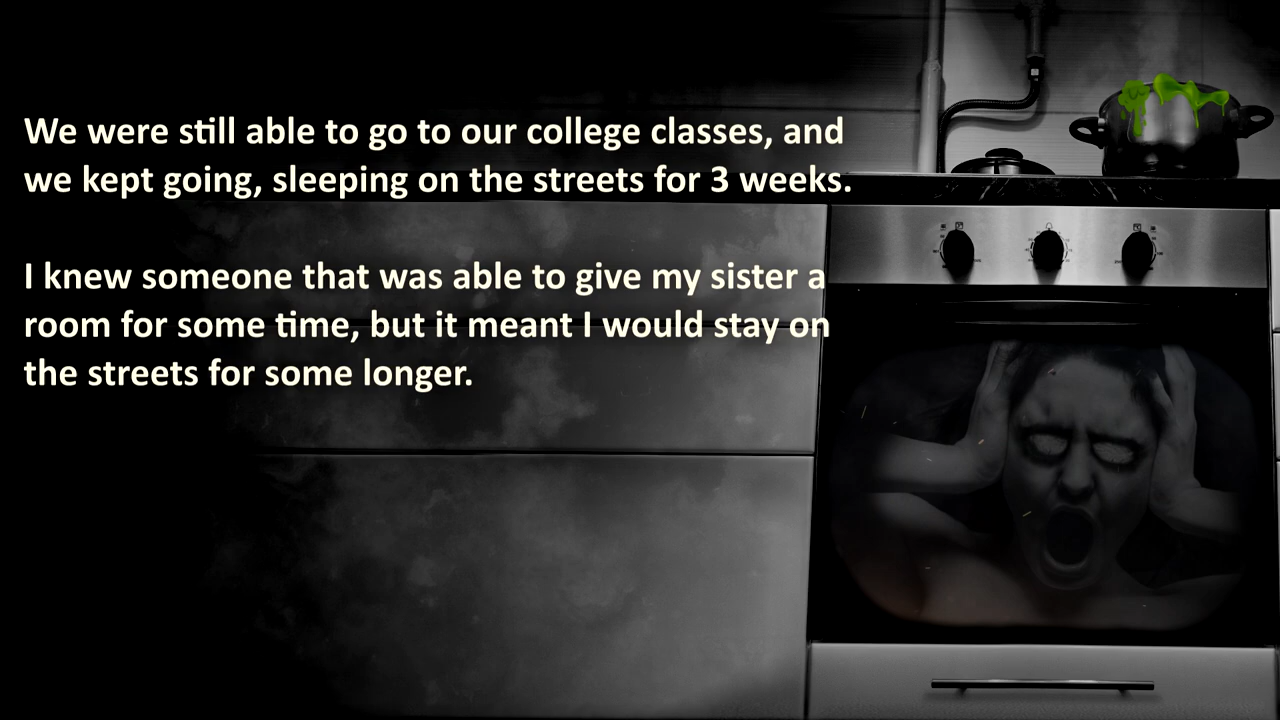 We were still able to go to our college classes, and
we kept going, sleeping on the streets for 3 weeks.
I knew someone that was able to give my sister a
room for some time, but it meant I would stay on
the streets for some longer.